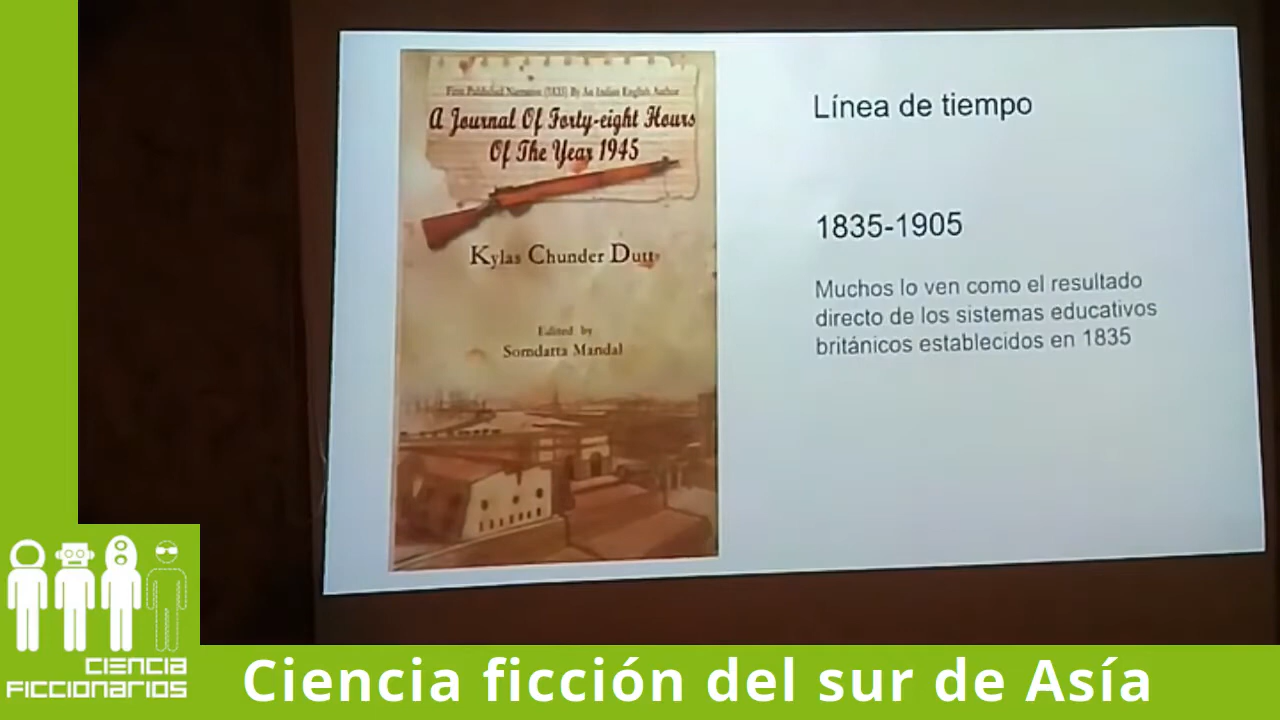 First Published Narrative (1835) By An Indian English Author
A Journal Of Forty-eight Hours
Of The Year 1945
Kylas Chunder Dutt
Edited by
Somdatta Mandal
Línea de tiempo
1835-1905
Muchos lo ven como el resultado
directo de los sistemas educativos
británicos establecidos en 1835
CIENCIA
FICCIONARIOS
Ciencia ficción del sur de Asía